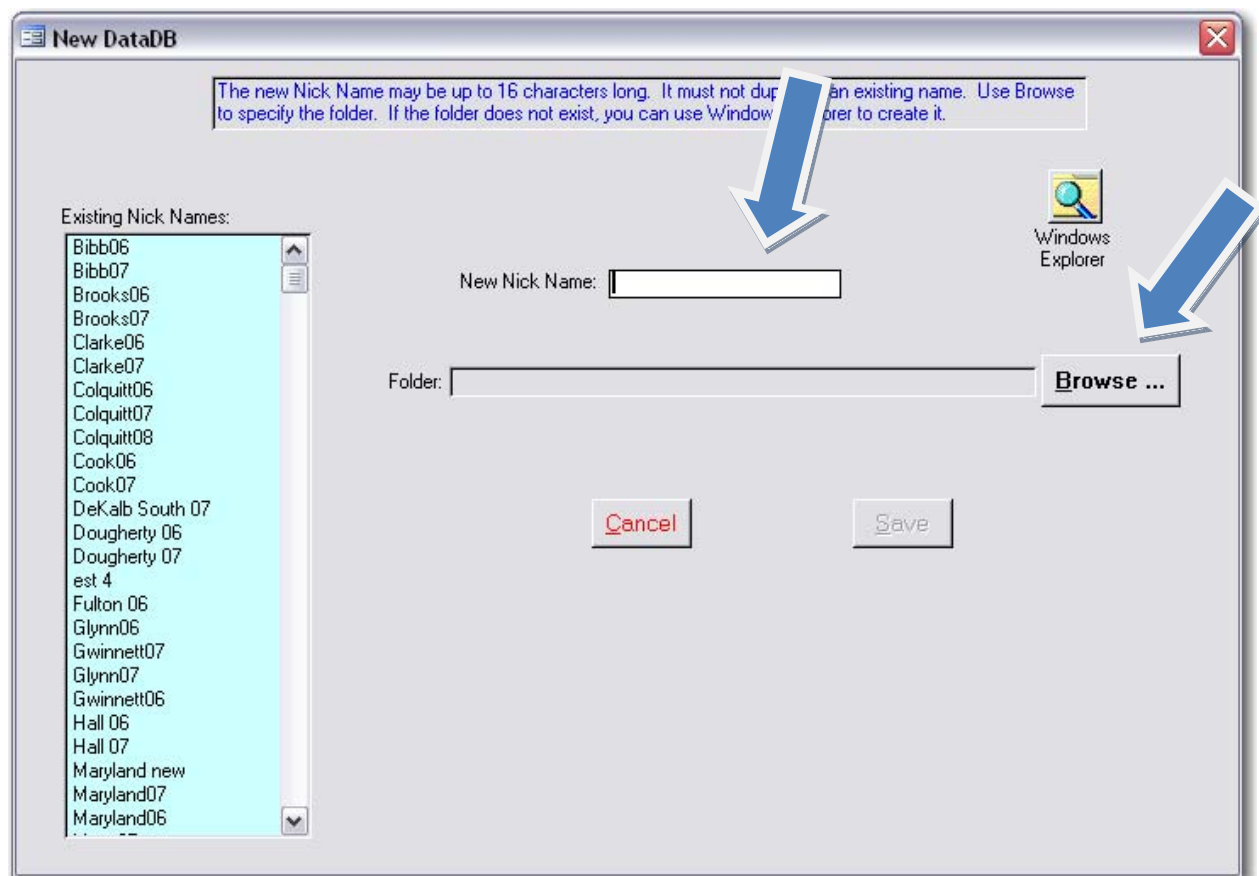 New DataDB
The new Nick Name may be up to 16 characters long. It must not dup an existing name. Use Browse
to specify the folder. If the folder does not exist, you can use Window orer to create it.
Windows
Explorer
Existing Nick Names:
Bibb06
Bibb07
Brooks06
Brooks07
Clarke06
Clarke07
Colquitt06
Colquitt07
Colquitt08
Cook06
Cook07
DeKalb South 07
Dougherty 06
Dougherty 07
est 4
Fulton 06
Glynn06
Gwinnett07
Glynn07
Gwinnett06
Hall 06
Hall 07
Maryland new
Maryland07
Maryland06
New Nick Name:
Folder:
Browse ...
Cancel
Save